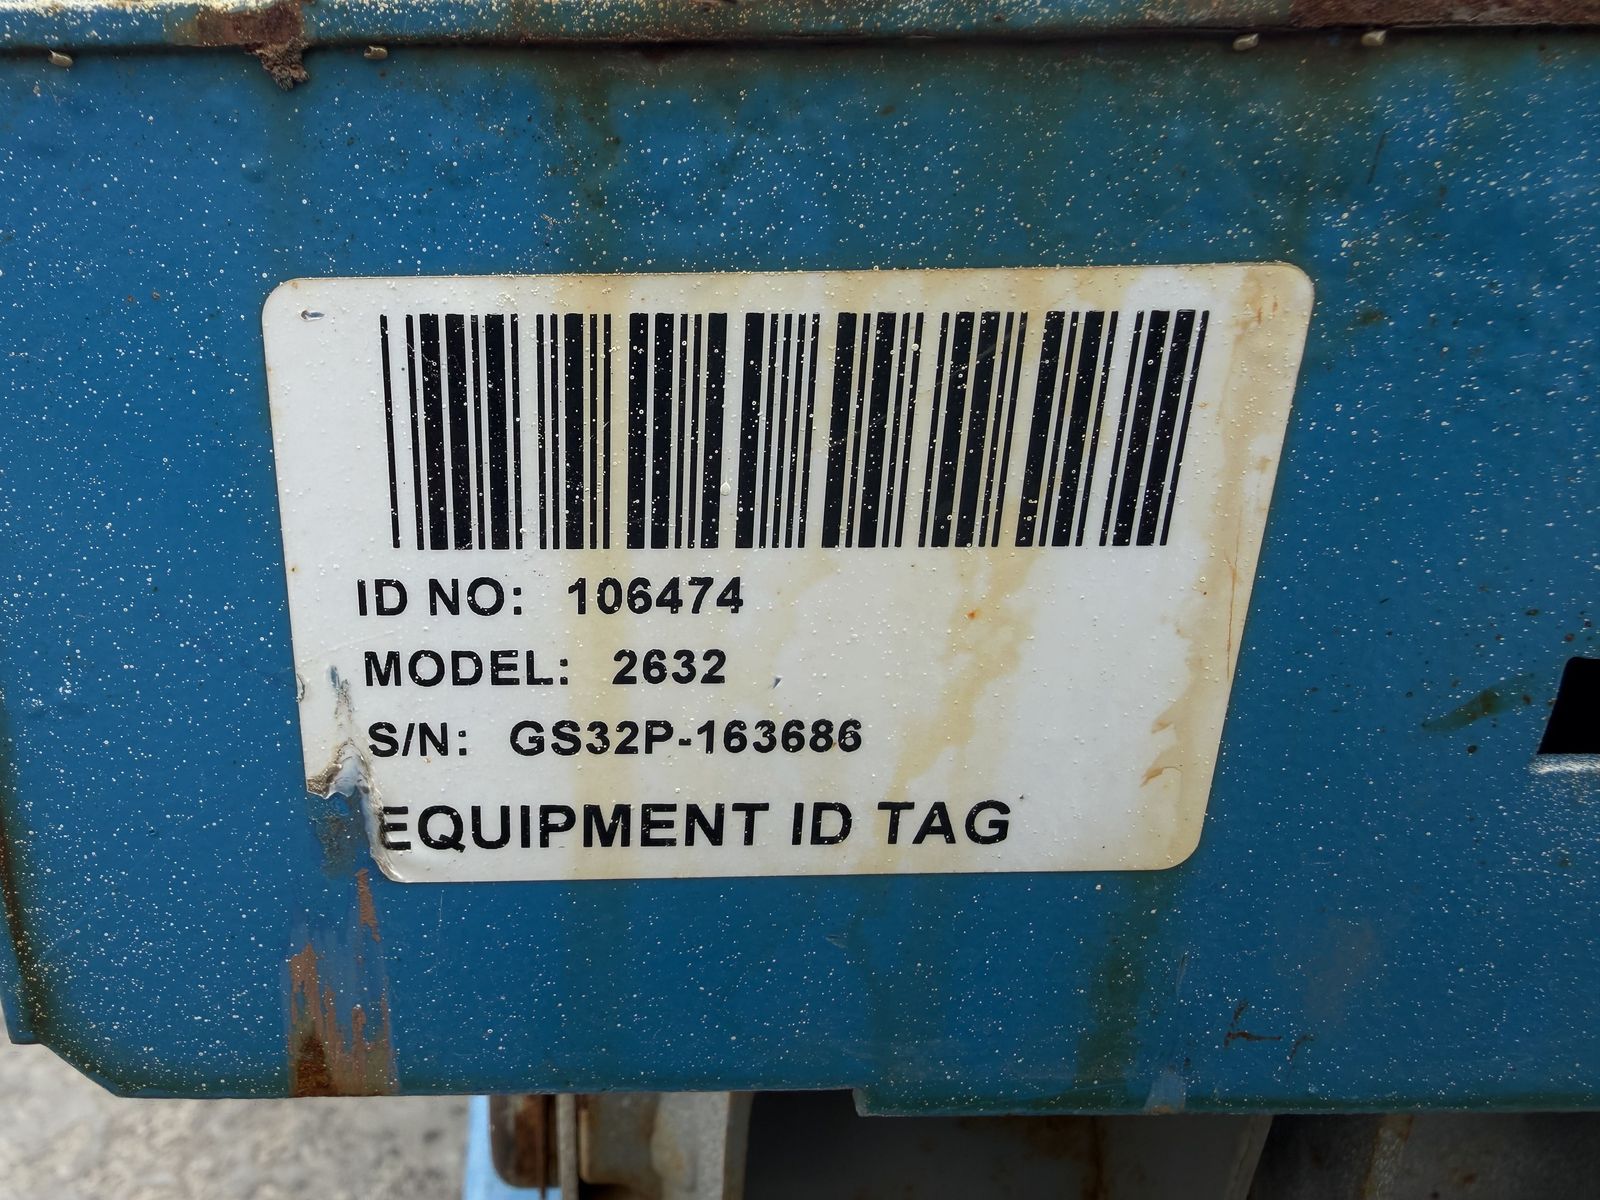 ID NO: 106474
MODEL: 2632
S/N: GS32P-163686
EQUIPMENT ID TAG